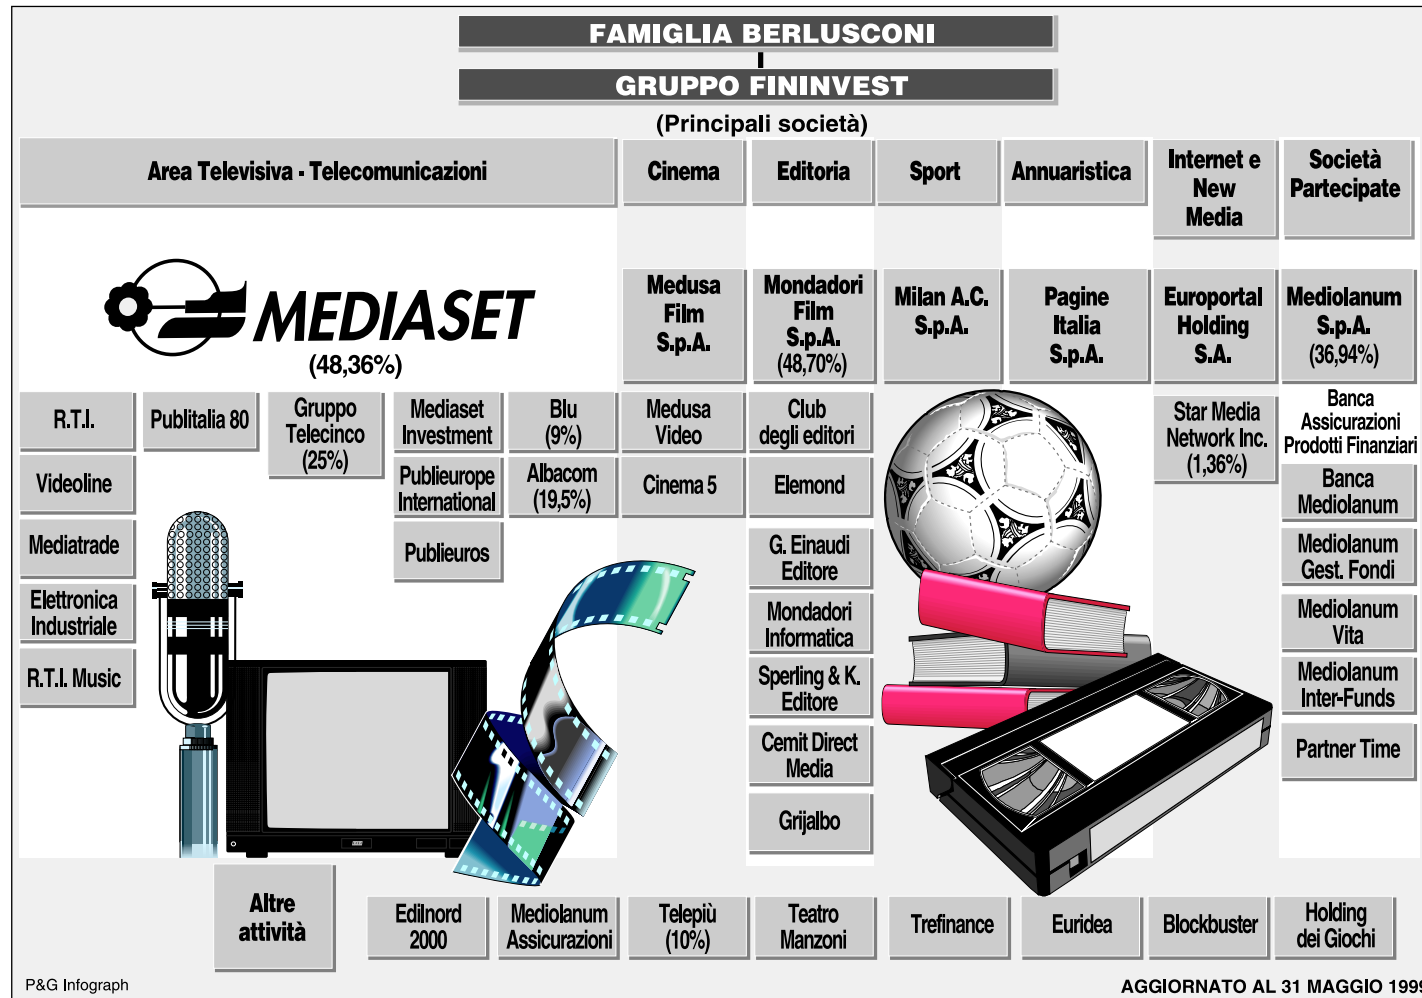 FAMIGLIA BERLUSCONI
GRUPPO FININVEST
(Principali società)
Area Televisiva - Telecomunicazioni
Cinema
Editoria
Sport
Annuaristica
Internet e
New
Media
Società
Partecipate
MEDIASET
(48,36%)
Medusa
Film
S.p.A.
Mondadori
Film
S.p.A.
(48,70%)
Milan A.C.
S.p.A.
Pagine
Italia
S.p.A.
Europortal
Holding
S.A.
Mediolanum
S.p.A.
(36,94%)
R.T.I.
Videoline
Mediatrade
Elettronica
Industriale
R.T.I. Music
Publitalia 80
Gruppo
Telecinco
(25%)
Mediaset
Investment
Publieurope
International
Publieuros
Blu
(9%)
Albacom
(19,5%)
Medusa
Video
Cinema 5
Club
degli editori
Elemond
G. Einaudi
Editore
Mondadori
Informatica
Sperling & K.
Editore
Cemit Direct
Media
Grijalbo
Star Media
Network Inc.
(1,36%)
Banca
Assicurazioni
Prodotti Finanziari
Banca
Mediolanum
Mediolanum
Gest. Fondi
Mediolanum
Vita
Mediolanum
Inter-Funds
Partner Time
Altre
attività
Edilnord
2000
Mediolanum
Assicurazioni
Telepiù
(10%)
Teatro
Manzoni
Trefinance
Euridea
Blockbuster
Holding
dei Giochi
P&G Infograph
AGGIORNATO AL 31 MAGGIO 1999